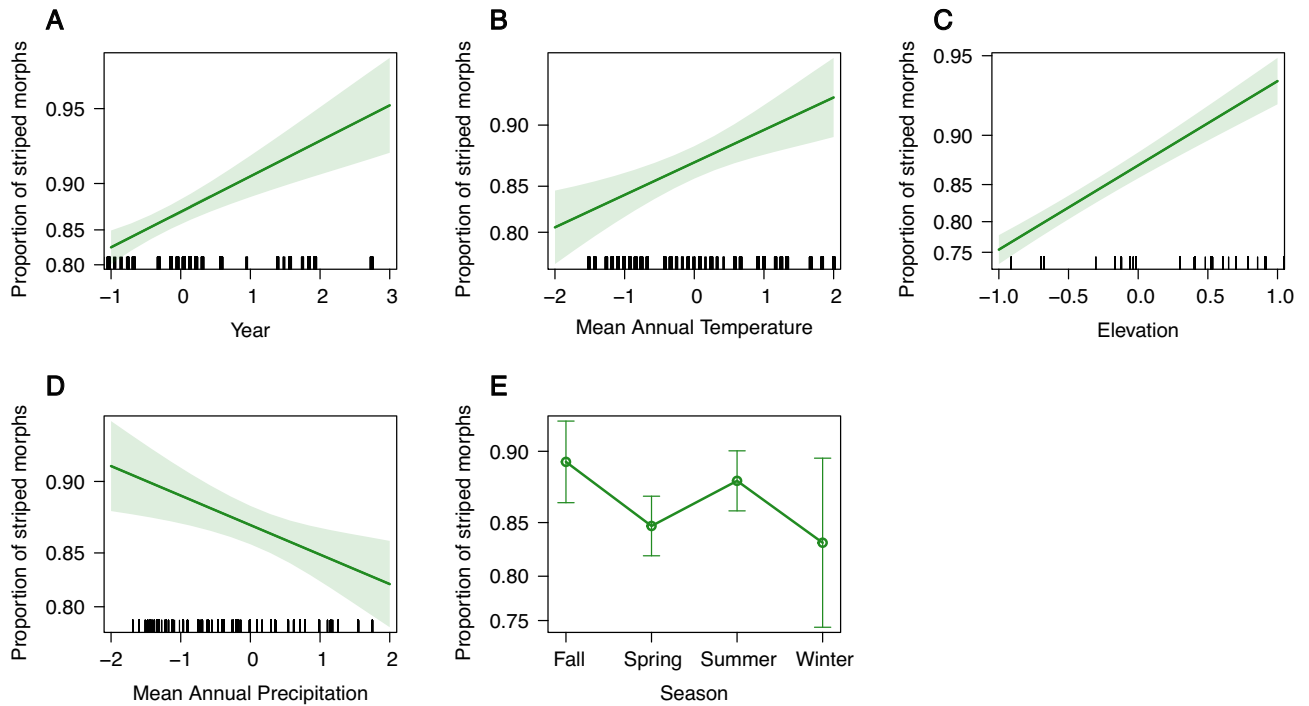 A
Proportion of striped morphs
0.95
0.90
0.85
0.80
−1 0 1 2 3
Year
B
Proportion of striped morphs
0.90
0.85
0.80
−2 −1 0 1 2
Mean Annual Temperature
C
Proportion of striped morphs
0.95
0.90
0.85
0.80
0.75
−1.0 −0.5 0.0 0.5 1.0
Elevation
D
Proportion of striped morphs
0.90
0.85
0.80
−2 −1 0 1 2
Mean Annual Precipitation
E
Proportion of striped morphs
0.90
0.85
0.80
0.75
Fall Spring Summer Winter
Season